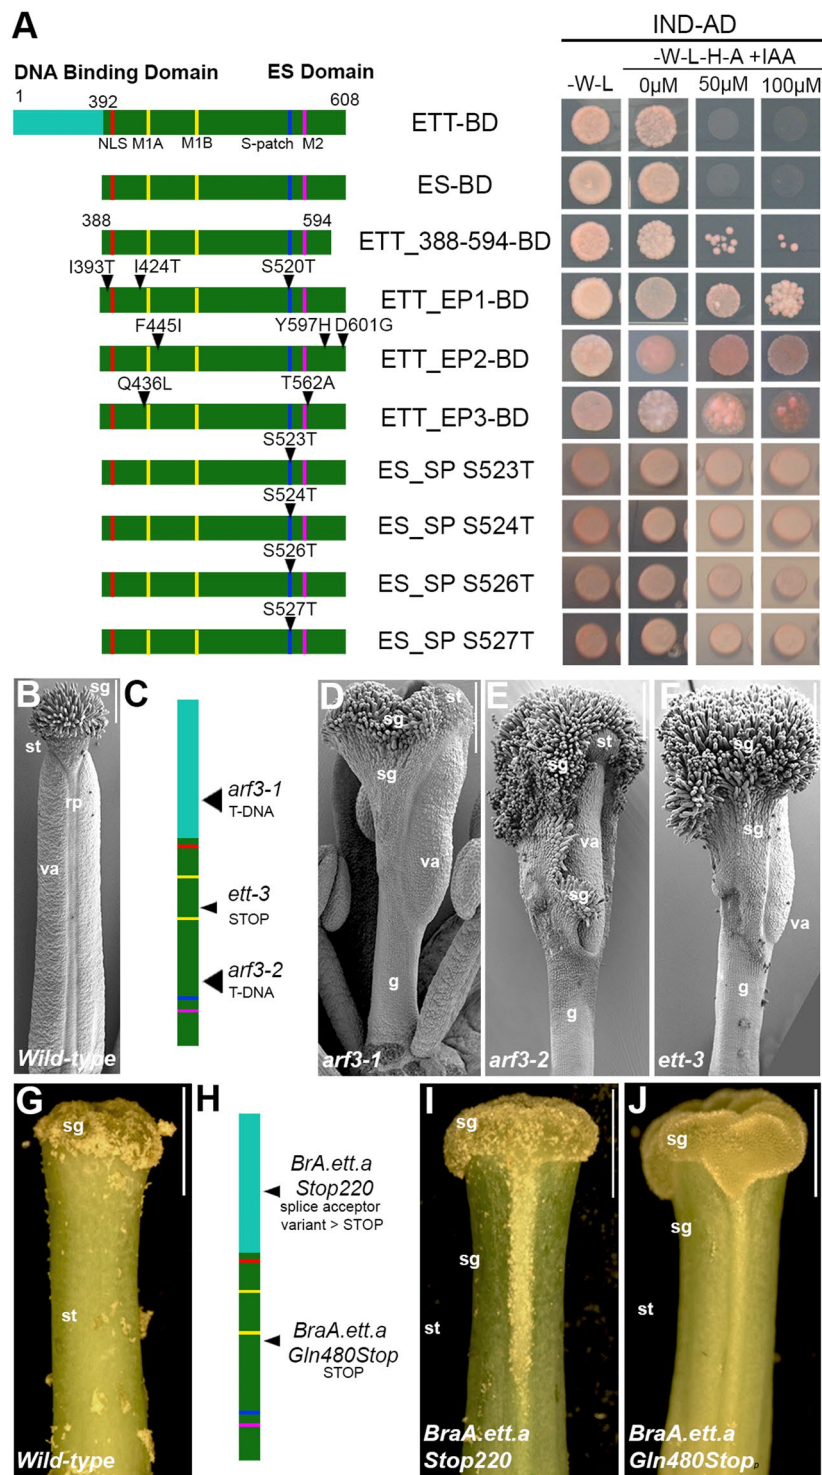 A
IND-AD
-W-L-H-A +IAA
DNA Binding Domain ES Domain
-W-L 0µM 50µM 100µM
1 392 608
ETT-BD
NLS M1A M1B S-patch M2
ES-BD
388 594
ETT_388-594-BD
I393T I424T S520T
ETT_EP1-BD
F445I Y597H D601G
ETT_EP2-BD
Q436L T562A
ETT_EP3-BD
S523T
ES_SP S523T
S524T
ES_SP S524T
S526T
ES_SP S526T
S527T
ES_SP S527T
B
sg
st
rp
va
Wild-type
C
arf3-1
T-DNA
ett-3
STOP
arf3-2
T-DNA
D
st
sg
sg
va
g
arf3-1
E
st
sg
va
sg
g
arf3-2
F
sg
sg
va
g
ett-3
G
sg
st
Wild-type
H
BrA.ett.a
Stop220
splice acceptor
variant > STOP
BraA.ett.a
Gln480Stop
STOP
I
sg
sg
st
BraA.ett.a
Stop220
J
sg
sg
st
BraA.ett.a
Gln480Stop